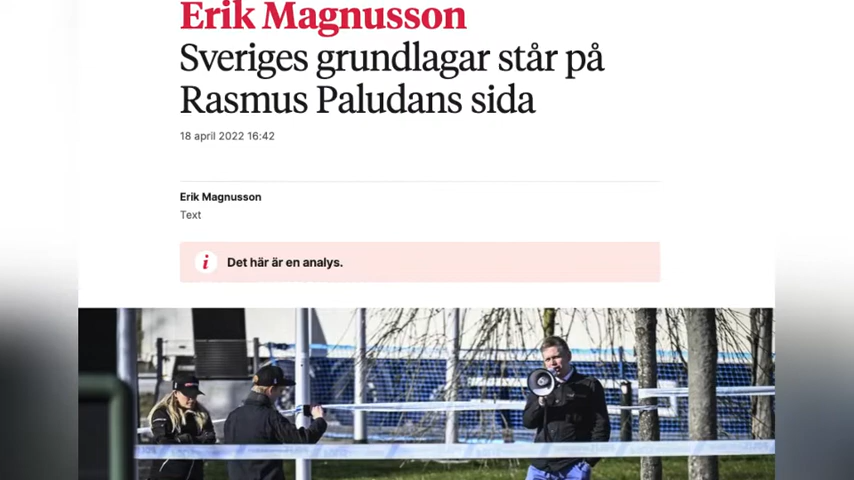 Erik Magnusson
Sveriges grundlagar står på
Rasmus Paludans sida
18 april 2022 16:42
Erik Magnusson
Text
i
Det här är en analys.